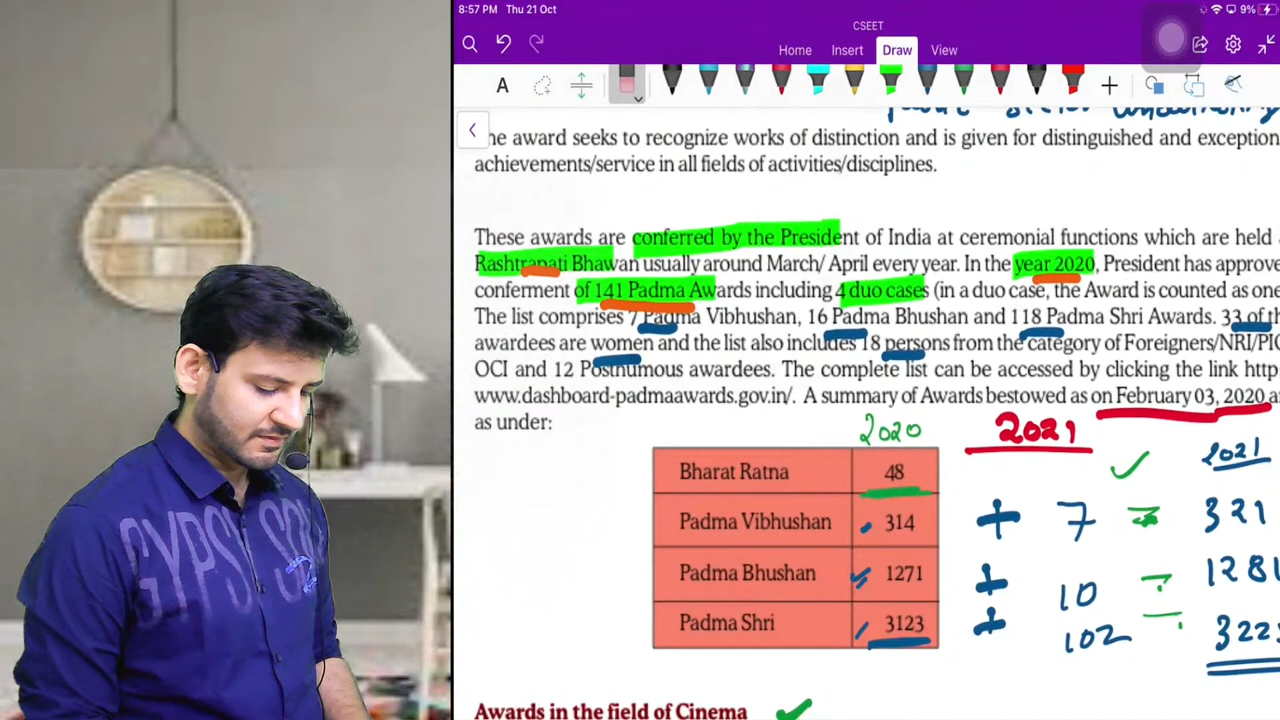 8:57 PM Thu 21 Oct
9%
CSEET
Home Insert Draw View
A
The award seeks to recognize works of distinction and is given for distinguished and exception
achievements/service in all fields of activities/disciplines.
These awards are conferred by the President of India at ceremonial functions which are held
Rashtrapati Bhawan usually around March/ April every year. In the year 2020, President has approve
conferment of 141 Padma Awards including 4 duo cases (in a duo case, the Award is counted as one
The list comprises 7 Padma Vibhushan, 16 Padma Bhushan and 118 Padma Shri Awards. 33 of th
awardees are women and the list also includes 18 persons from the category of Foreigners/NRI/PIO
OCI and 12 Posthumous awardees. The complete list can be accessed by clicking the link http
www.dashboard-padmaawards.gov.in/. A summary of Awards bestowed as on February 03, 2020 a
as under:
2020 2021 2021
Bharat Ratna 48
Padma Vibhushan 314 + 7 = 321
Padma Bhushan 1271 + 10 = 1281
Padma Shri 3123 + 102 = 322
Awards in the field of Cinema
GYPSY SO